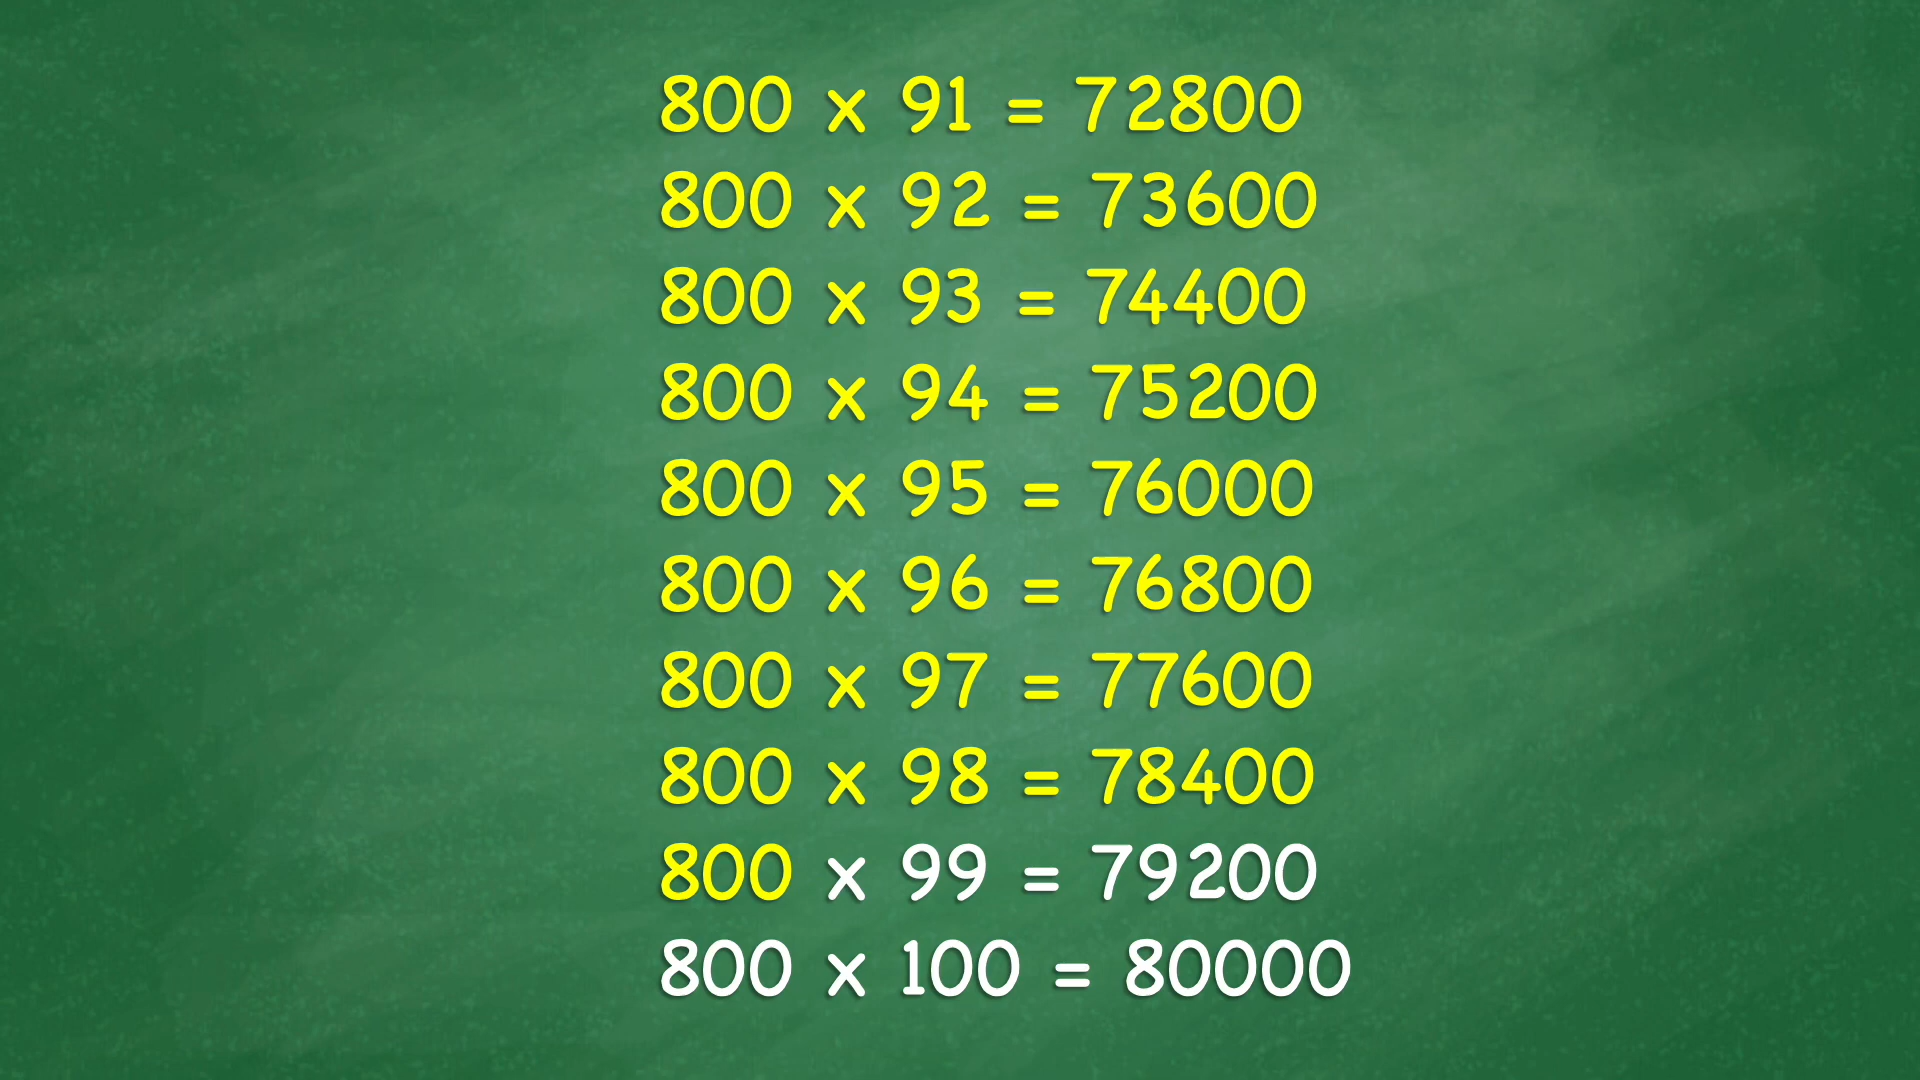 800 x 91 = 72800
800 x 92 = 73600
800 x 93 = 74400
800 x 94 = 75200
800 x 95 = 76000
800 x 96 = 76800
800 x 97 = 77600
800 x 98 = 78400
800 x 99 = 79200
800 x 100 = 80000